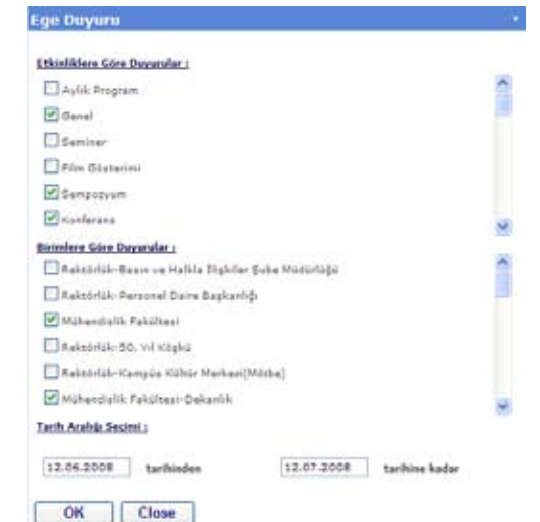 Ege Duyuru
Etkinliklere Göre Duyurular :
Aylık Program
Genel
Seminer
Film Gösterimi
Sempozyum
Konferans
Birimlere Göre Duyurular :
Rektörlük-Basın ve Halkla İlişkiler Şube Müdürlüğü
Rektörlük-Personel Daire Başkanlığı
Mühendislik Fakültesi
Rektörlük-50. Yıl Köşkü
Rektörlük-Kampüs Kültür Merkezi(Mötbe)
Mühendislik Fakültesi-Dekanlık
Tarih Aralığı Seçimi :
12.06.2008 tarihinden 12.07.2008 tarihine kadar
OK Close